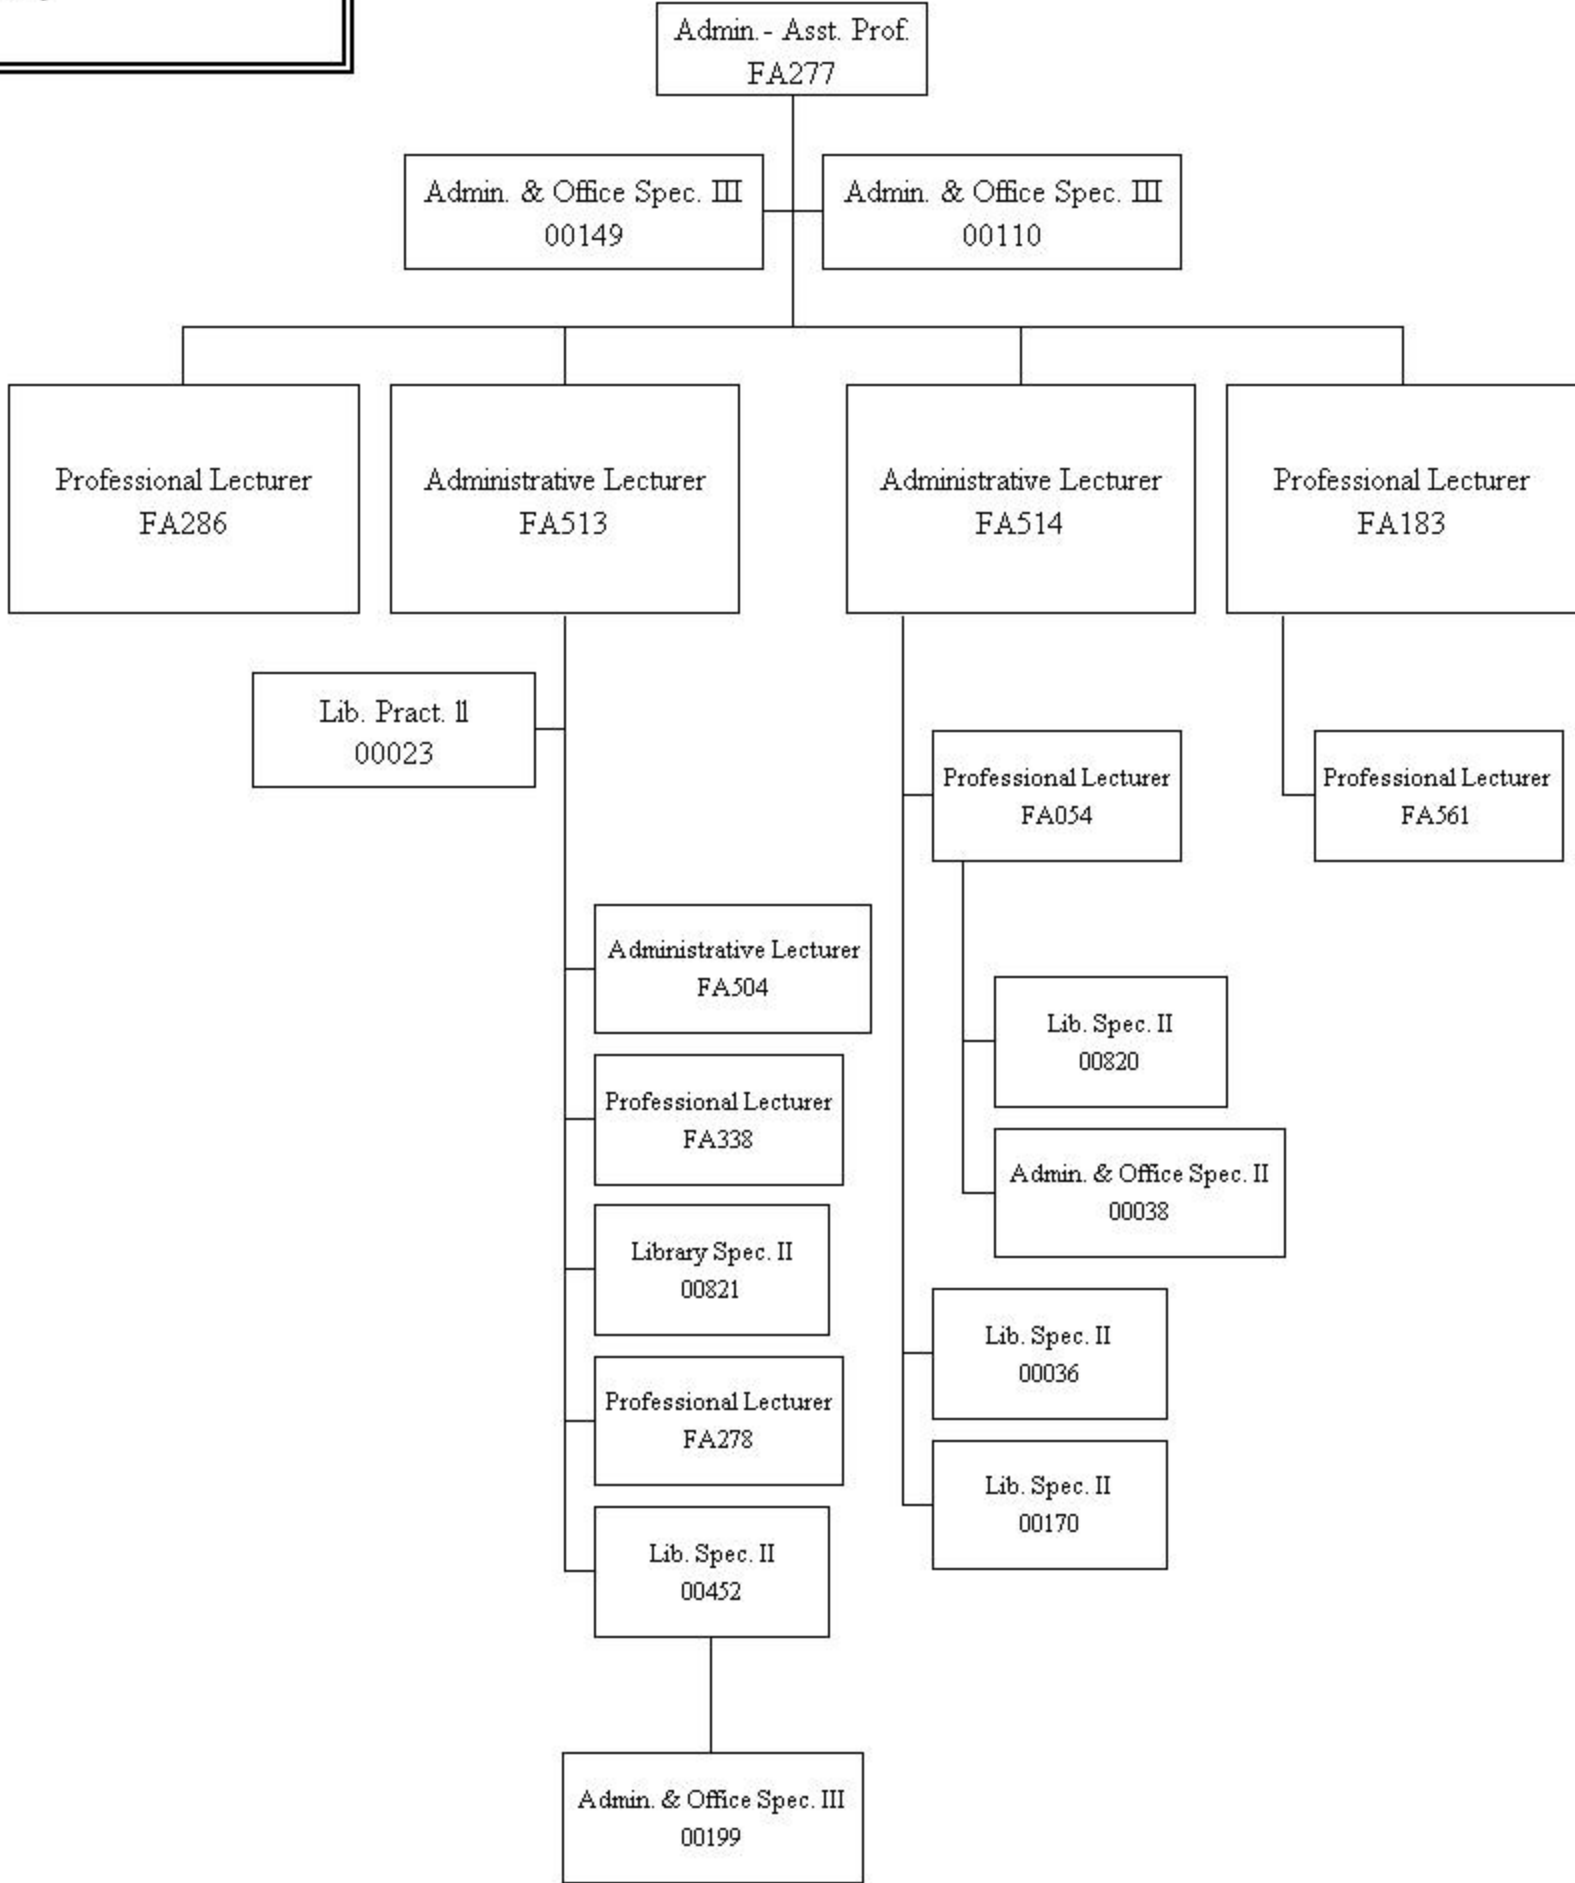 Admin.- Asst. Prof.
FA277
Admin. & Office Spec. III
00149
Admin. & Office Spec. III
00110
Professional Lecturer
FA286
Administrative Lecturer
FA513
Administrative Lecturer
FA514
Professional Lecturer
FA183
Lib. Pract. ll
00023
Professional Lecturer
FA054
Professional Lecturer
FA561
Administrative Lecturer
FA504
Lib. Spec. II
00820
Professional Lecturer
FA338
Admin. & Office Spec. II
00038
Library Spec. II
00821
Lib. Spec. II
00036
Professional Lecturer
FA278
Lib. Spec. II
00170
Lib. Spec. II
00452
Admin. & Office Spec. III
00199